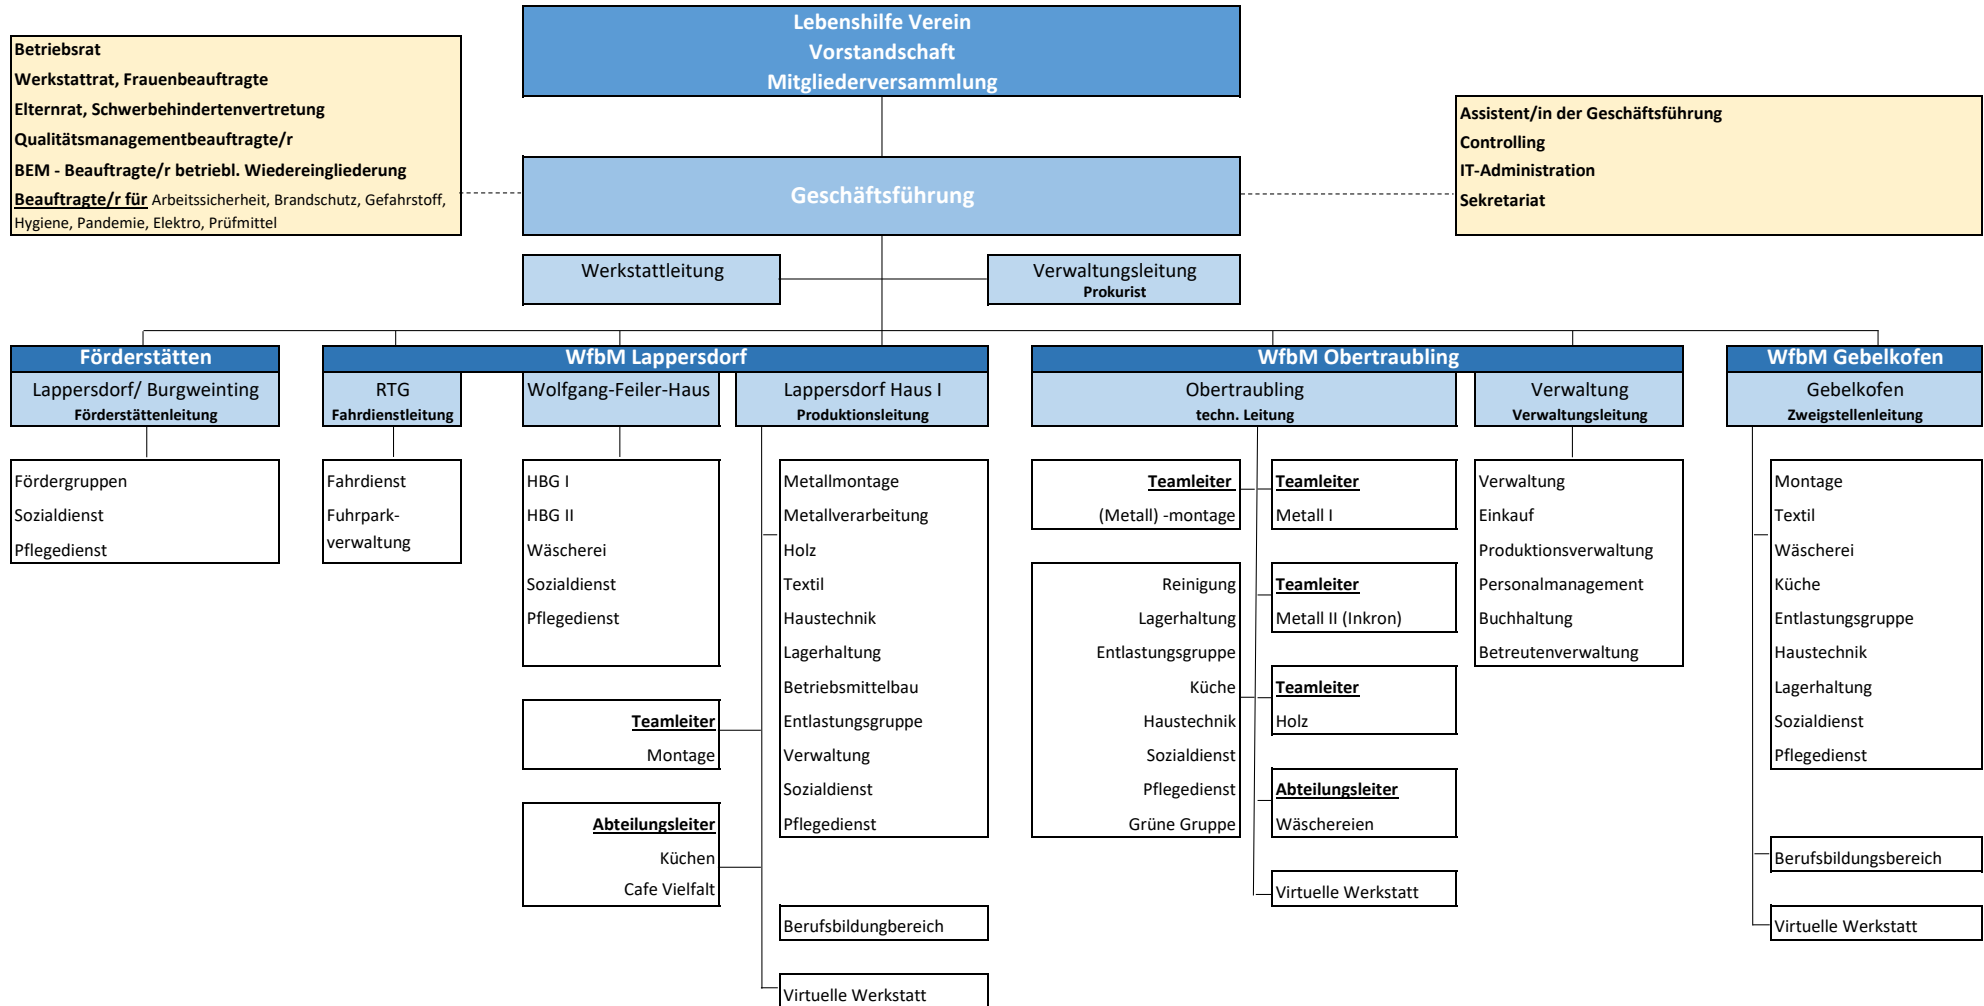 Lebenshilfe Verein
Vorstandschaft
Mitgliederversammlung
Betriebsrat
Werkstattrat, Frauenbeauftragte
Elternrat, Schwerbehindertenvertretung
Qualitätsmanagementbeauftragte/r
BEM - Beauftragte/r betriebl. Wiedereingliederung
Beauftragte/r für Arbeitssicherheit, Brandschutz, Gefahrstoff,
Hygiene, Pandemie, Elektro, Prüfmittel
Assistent/in der Geschäftsführung
Controlling
IT-Administration
Sekretariat
Geschäftsführung
Werkstattleitung
Verwaltungsleitung
Prokurist
Förderstätten
Lappersdorf/ Burgweinting
Förderstättenleitung
Fördergruppen
Sozialdienst
Pflegedienst
WfbM Lappersdorf
RTG
Fahrdienstleitung
Fahrdienst
Fuhrpark-
verwaltung
Wolfgang-Feiler-Haus
HBG I
HBG II
Wäscherei
Sozialdienst
Pflegedienst
Teamleiter
Montage
Abteilungsleiter
Küchen
Cafe Vielfalt
Lappersdorf Haus I
Produktionsleitung
Metallmontage
Metallverarbeitung
Holz
Textil
Haustechnik
Lagerhaltung
Betriebsmittelbau
Entlastungsgruppe
Verwaltung
Sozialdienst
Pflegedienst
Berufsbildungbereich
Virtuelle Werkstatt
WfbM Obertraubling
Obertraubling
techn. Leitung
Teamleiter
(Metall) -montage
Reinigung
Lagerhaltung
Entlastungsgruppe
Küche
Haustechnik
Sozialdienst
Pflegedienst
Grüne Gruppe
Teamleiter
Metall I
Teamleiter
Metall II (Inkron)
Teamleiter
Holz
Abteilungsleiter
Wäschereien
Virtuelle Werkstatt
Verwaltung
Verwaltungsleitung
Verwaltung
Einkauf
Produktionsverwaltung
Personalmanagement
Buchhaltung
Betreutenverwaltung
WfbM Gebelkofen
Gebelkofen
Zweigstellenleitung
Montage
Textil
Wäscherei
Küche
Entlastungsgruppe
Haustechnik
Lagerhaltung
Sozialdienst
Pflegedienst
Berufsbildungsbereich
Virtuelle Werkstatt